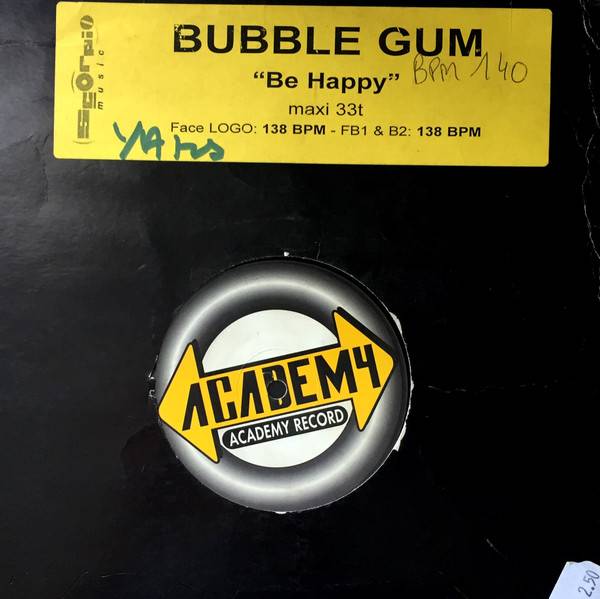 Scorpio
music
BUBBLE GUM
BPM 140
“Be Happy”
maxi 33t
Face LOGO: 138 BPM - FB1 & B2: 138 BPM
ACADEMY
ACADEMY RECORD
2.50